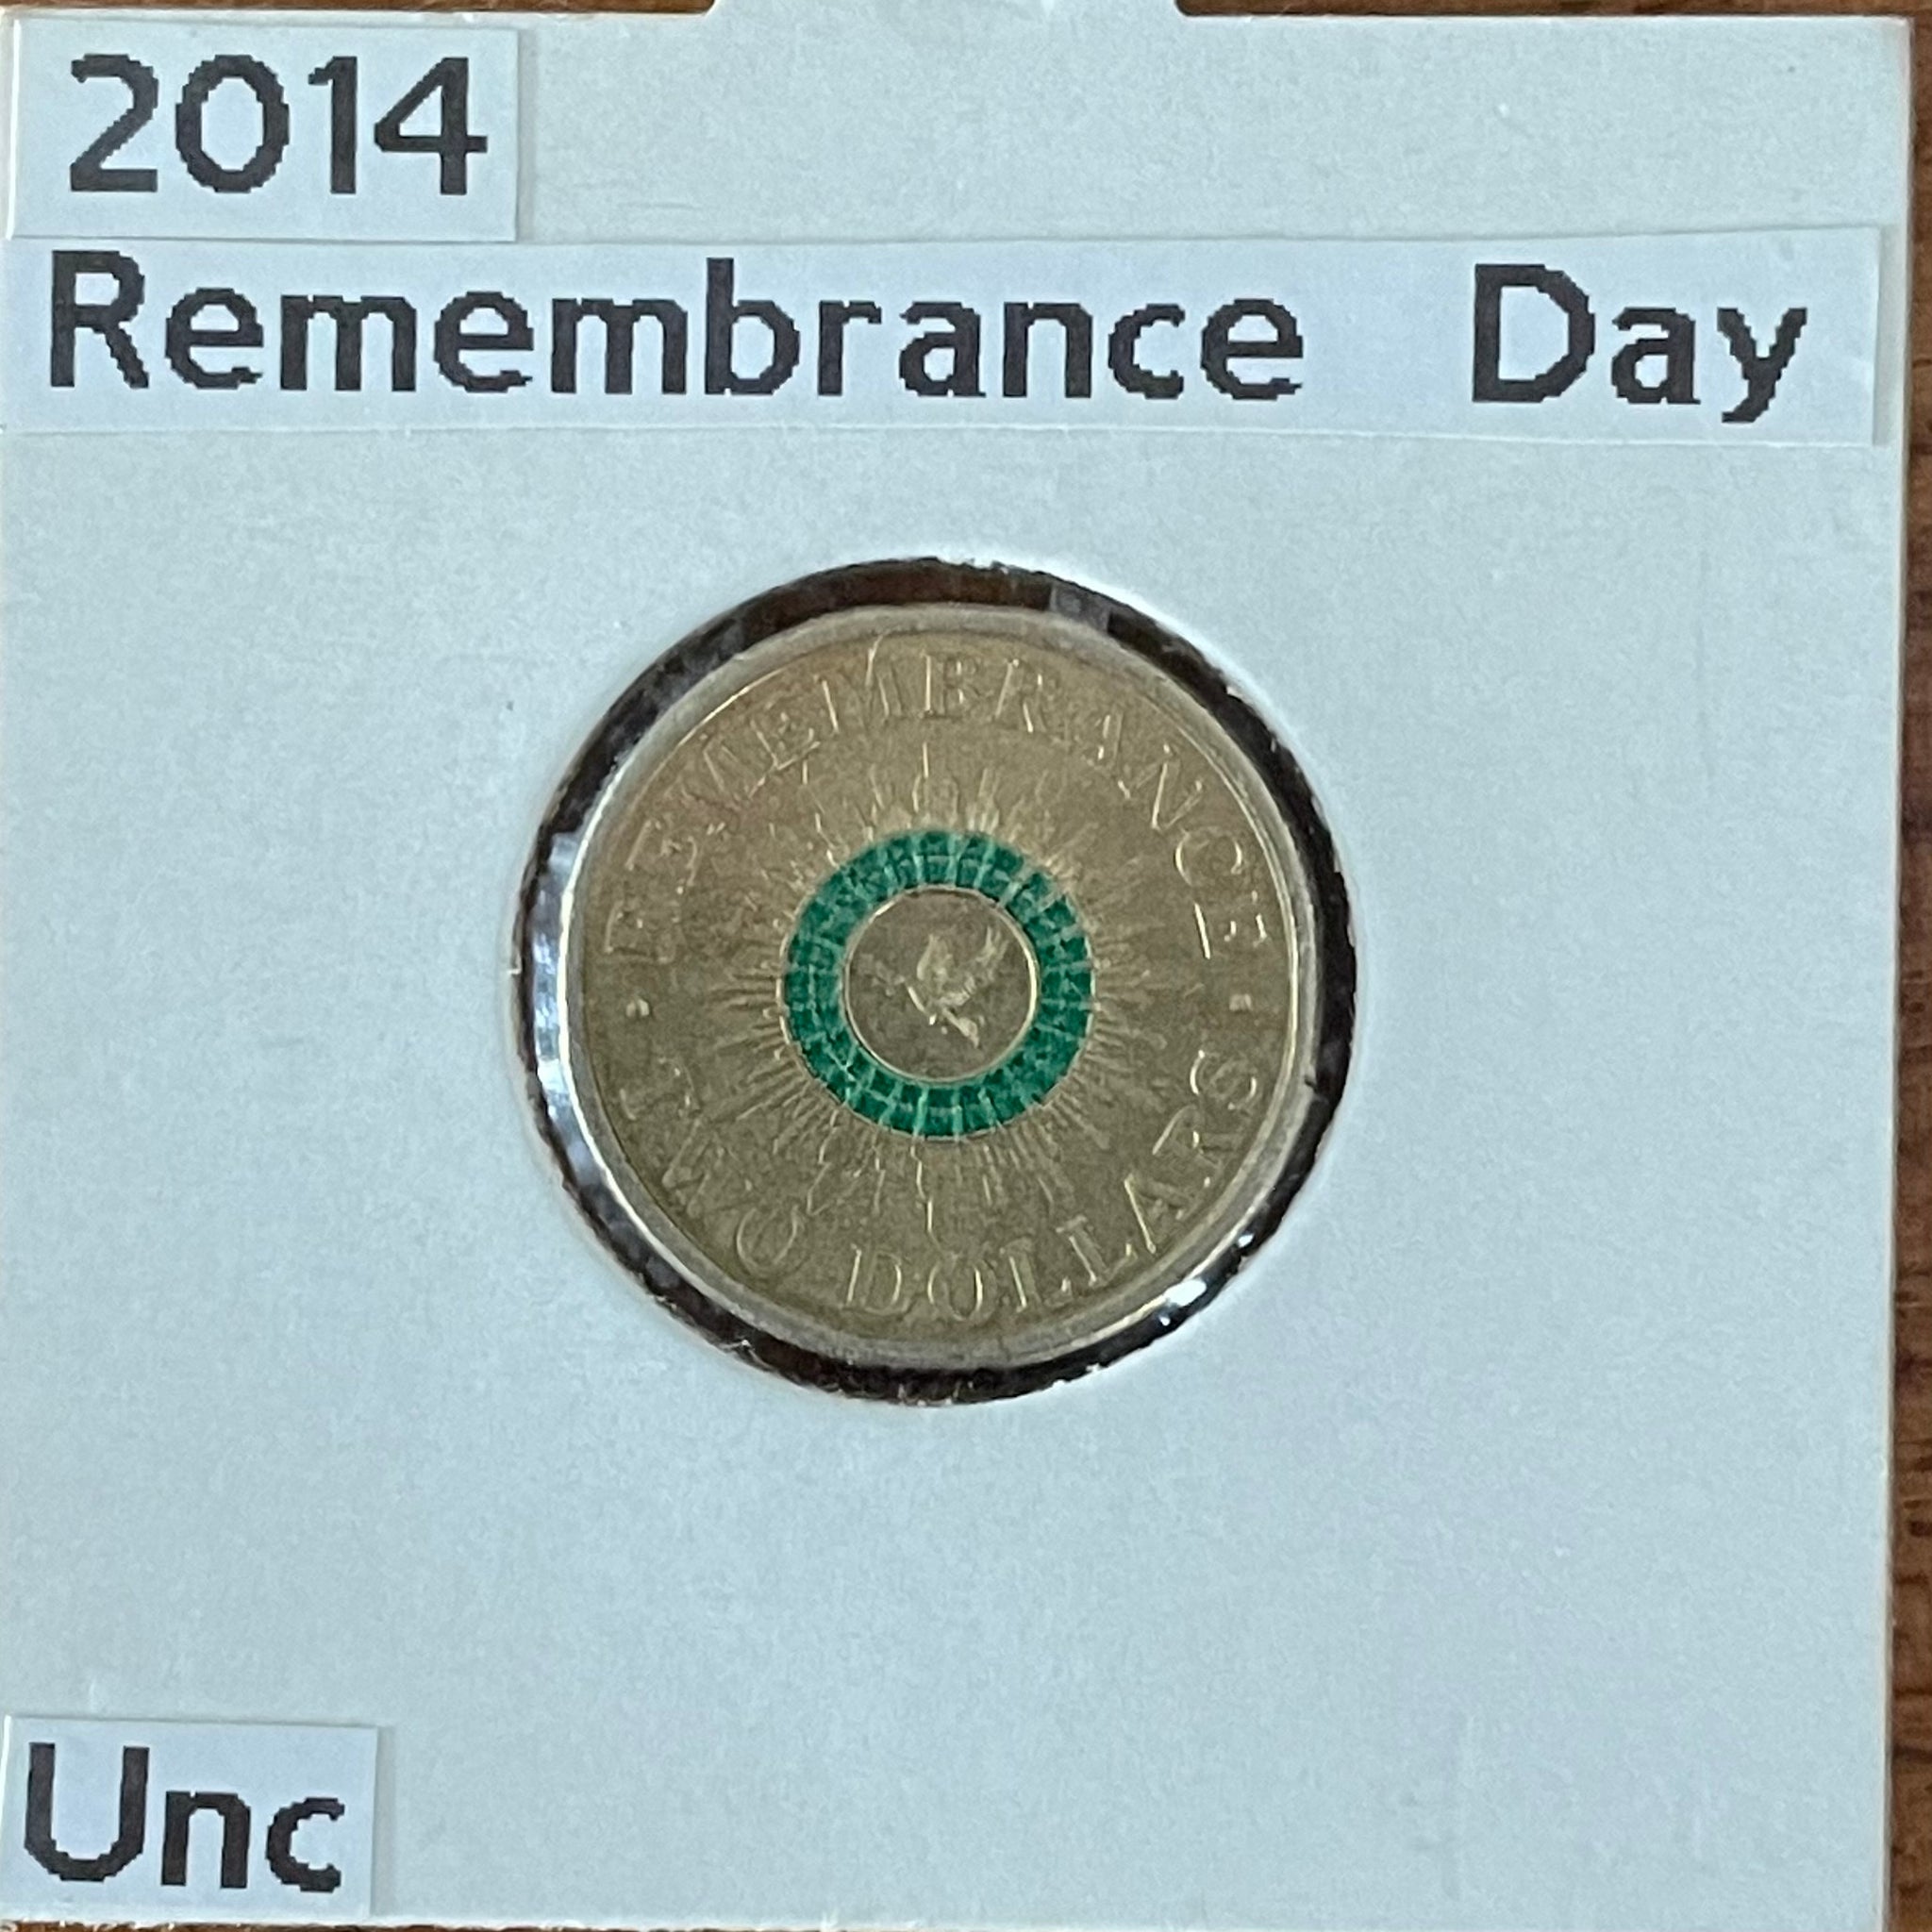 2014
Remembrance Day
REMEMBRANCE
TWO DOLLARS
Unc